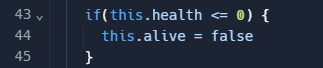 43 if(this.health <= 0) {
44 this.alive = false
45 }